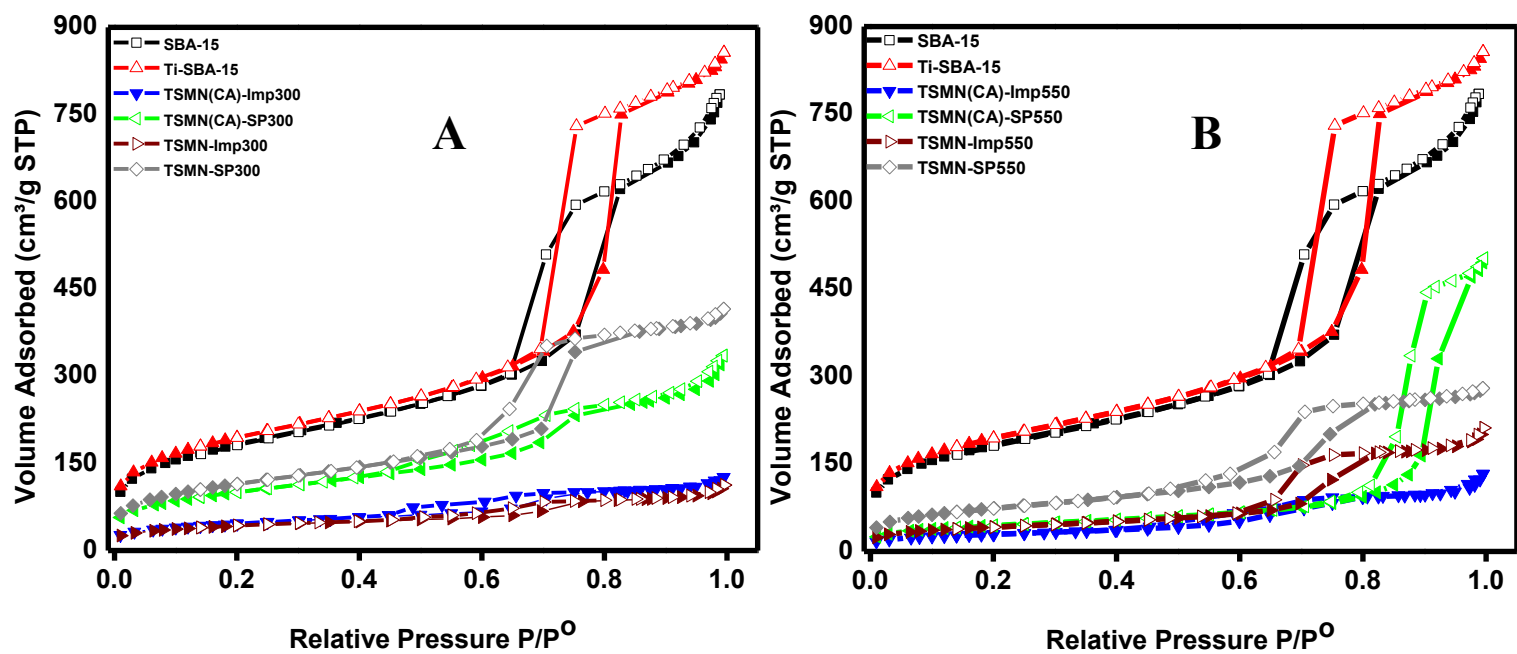 Volume Adsorbed (cm³/g STP)
900
750
600
450
300
150
0
SBA-15
Ti-SBA-15
TSMN(CA)-Imp300
TSMN(CA)-SP300
TSMN-Imp300
TSMN-SP300
A
0.0 0.2 0.4 0.6 0.8 1.0
Relative Pressure P/P⁰
Volume Adsorbed (cm³/g STP)
900
750
600
450
300
150
0
SBA-15
Ti-SBA-15
TSMN(CA)-Imp550
TSMN(CA)-SP550
TSMN-Imp550
TSMN-SP550
B
0.0 0.2 0.4 0.6 0.8 1.0
Relative Pressure P/P⁰